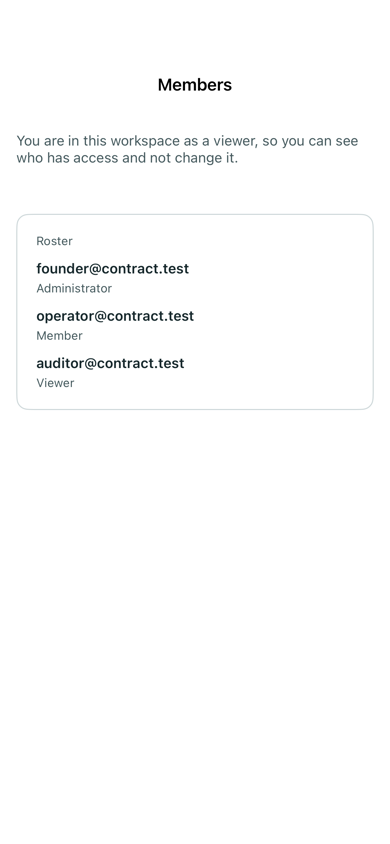 Members
You are in this workspace as a viewer, so you can see
who has access and not change it.
Roster
founder@contract.test
Administrator
operator@contract.test
Member
auditor@contract.test
Viewer